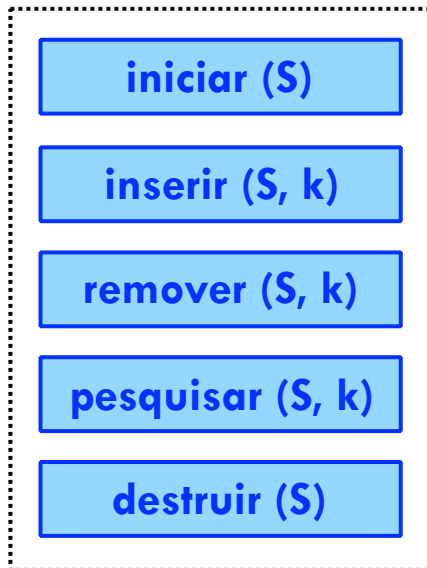 iniciar (S)
inserir (S, k)
remover (S, k)
pesquisar (S, k)
destruir (S)